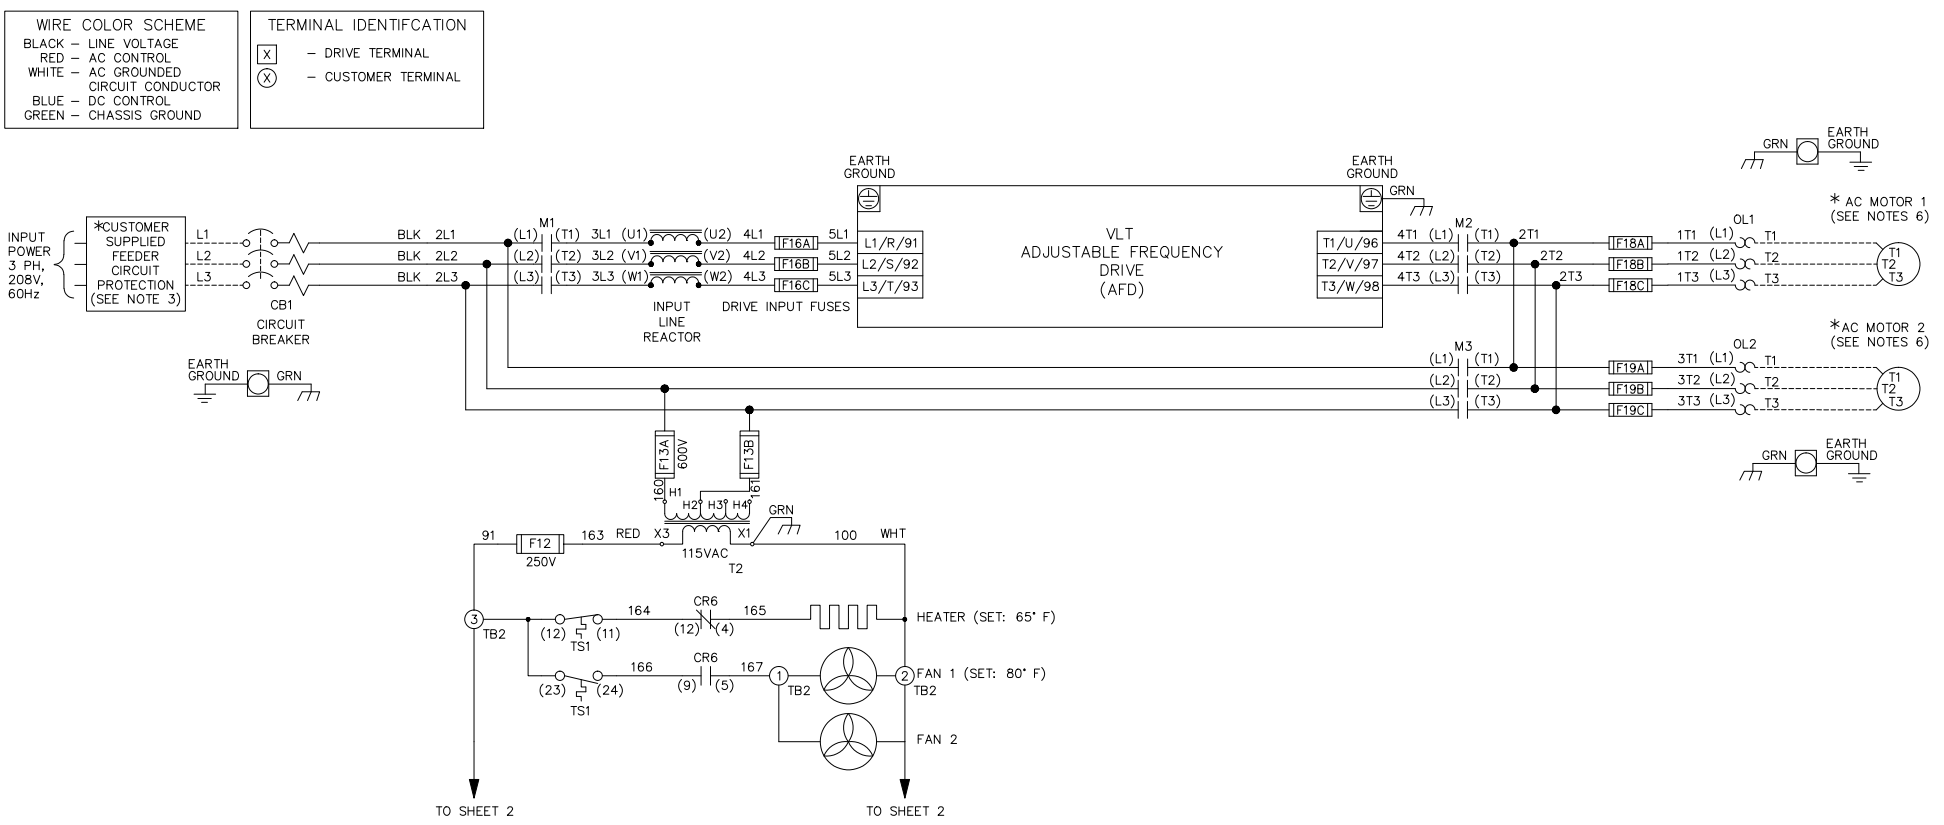 WIRE COLOR SCHEME
BLACK – LINE VOLTAGE
RED – AC CONTROL
WHITE – AC GROUNDED
CIRCUIT CONDUCTOR
BLUE – DC CONTROL
GREEN – CHASSIS GROUND
TERMINAL IDENTIFCATION
X – DRIVE TERMINAL
X – CUSTOMER TERMINAL
INPUT
POWER
3 PH,
208V,
60Hz
*CUSTOMER
SUPPLIED
FEEDER
CIRCUIT
PROTECTION
(SEE NOTE 3)
L1
L2
L3
CB1
CIRCUIT
BREAKER
EARTH
GROUND
GRN
M1
BLK 2L1 (L1) (T1) 3L1 (U1) (U2) 4L1 F16A 5L1 L1/R/91
BLK 2L2 (L2) (T2) 3L2 (V1) (V2) 4L2 F16B 5L2 L2/S/92
BLK 2L3 (L3) (T3) 3L3 (W1) (W2) 4L3 F16C 5L3 L3/T/93
INPUT
LINE
REACTOR
DRIVE INPUT FUSES
EARTH
GROUND
VLT
ADJUSTABLE FREQUENCY
DRIVE
(AFD)
EARTH
GROUND
GRN
M2
T1/U/96 4T1 (L1) (T1) 2T1 F18A 1T1 (L1) T1
T2/V/97 4T2 (L2) (T2) 2T2 F18B 1T2 (L2) T2
T3/W/98 4T3 (L3) (T3) 2T3 F18C 1T3 (L3) T3
OL1
GRN
EARTH
GROUND
* AC MOTOR 1
(SEE NOTES 6)
T1
T2
T3
M3
(L1) (T1) F19A 3T1 (L1) T1
(L2) (T2) F19B 3T2 (L2) T2
(L3) (T3) F19C 3T3 (L3) T3
OL2
*AC MOTOR 2
(SEE NOTES 6)
T1
T2
T3
GRN
EARTH
GROUND
F13A
600V
F13B
160
161
H1
H2 H3 H4
GRN
91 F12 163 RED X3 X1 100 WHT
250V
115VAC
T2
3
TB2
(12) (11)
TS1
164
CR6
(12) (4)
165
HEATER (SET: 65° F)
(23) (24)
TS1
166
CR6
(9) (5)
167
1
TB2
2
TB2
FAN 1 (SET: 80° F)
FAN 2
TO SHEET 2
TO SHEET 2